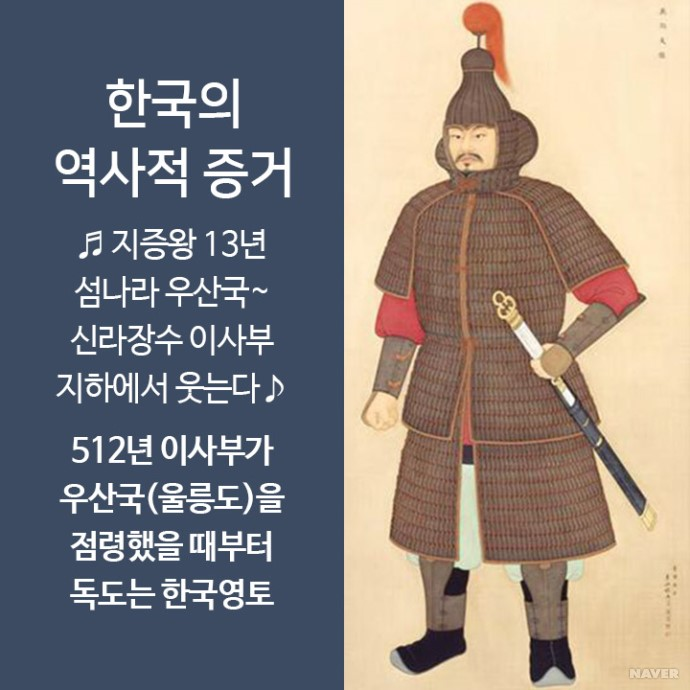 한국의
역사적 증거
♬ 지증왕 13년
섬나라 우산국~
신라장수 이사부
지하에서 웃는다♪
512년 이사부가
우산국(울릉도)을
점령했을 때부터
독도는 한국영토
NAVER